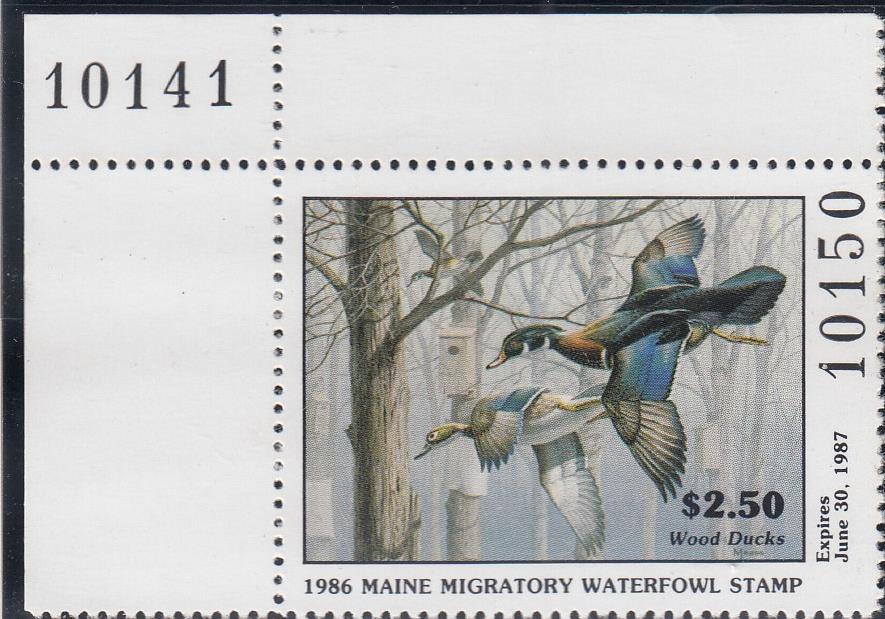 10141
10150
Expires
June 30, 1987
$2.50
Wood Ducks
1986 MAINE MIGRATORY WATERFOWL STAMP